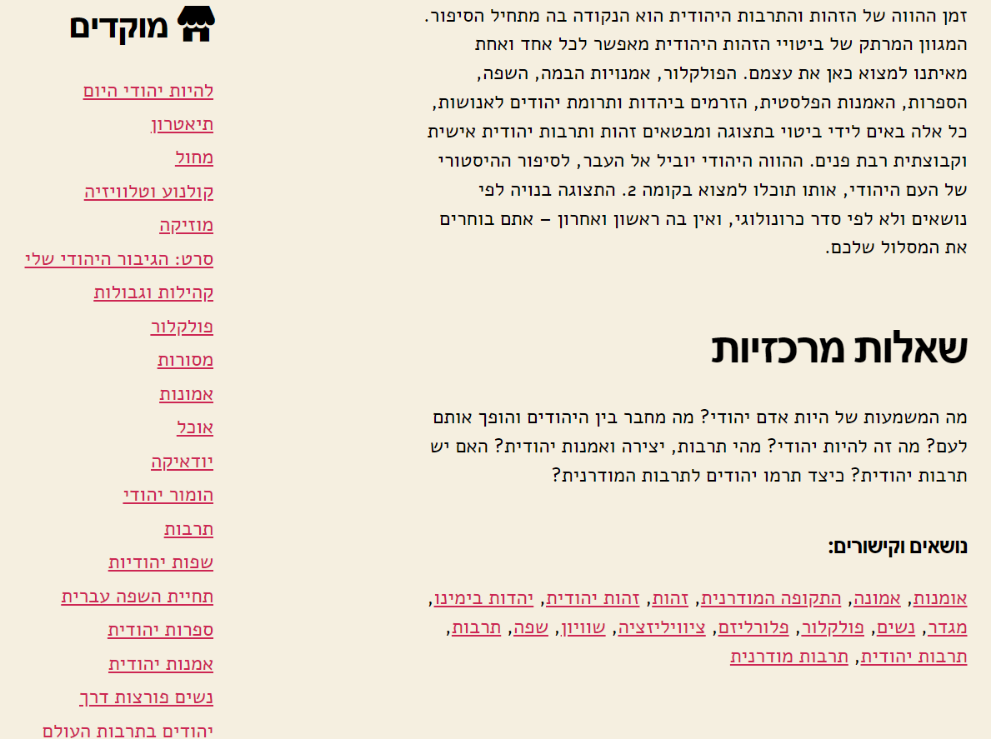 זמן ההווה של הזהות והתרבות היהודית הוא הנקודה בה מתחיל הסיפור.
המגוון המרתק של ביטויי הזהות היהודית מאפשר לכל אחד ואחת
מאיתנו למצוא כאן את עצמם. הפולקלור, אמנויות הבמה, השפה,
הספרות, האמנות הפלסטית, הזרמים ביהדות ותרומת יהודים לאנושות,
כל אלה באים לידי ביטוי בתצוגה ומבטאים זהות ותרבות יהודית אישית
וקבוצתית רבת פנים. ההווה היהודי יוביל אל העבר, לסיפור ההיסטורי
של העם היהודי, אותו תוכלו למצוא בקומה 2. התצוגה בנויה לפי
נושאים ולא לפי סדר כרונולוגי, ואין בה ראשון ואחרון – אתם בוחרים
את המסלול שלכם.
שאלות מרכזיות
מה המשמעות של היות אדם יהודי? מה מחבר בין היהודים והופך אותם
לעם? מה זה להיות יהודי? מהי תרבות, יצירה ואמנות יהודית? האם יש
תרבות יהודית? כיצד תרמו יהודים לתרבות המודרנית?
נושאים וקישורים:
אומנות, אמונה, התקופה המודרנית, זהות, זהות יהודית, יהדות בימינו,
מגדר, נשים, פולקלור, פלורליזם, ציוויליזציה, שוויון, שפה, תרבות,
תרבות יהודית, תרבות מודרנית
מוקדים
להיות יהודי היום
תיאטרון
מחול
קולנוע וטלוויזיה
מוזיקה
סרט: הגיבור היהודי שלי
קהילות וגבולות
פולקלור
מסורות
אמונות
אוכל
יודאיקה
הומור יהודי
תרבות
שפות יהודיות
תחיית השפה עברית
ספרות יהודית
אמנות יהודית
נשים פורצות דרך
יהודים בתרבות העולם